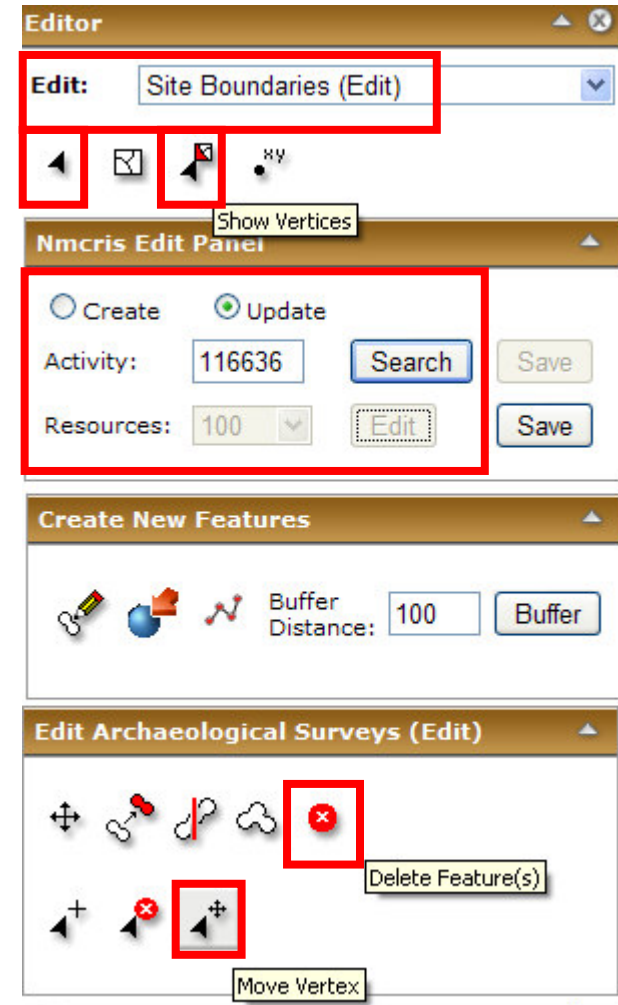 Editor
Edit: Site Boundaries (Edit)
xy
Show Vertices
Nmcris Edit Panel
Create Update
Activity: 116636 Search Save
Resources: 100 Edit Save
Create New Features
Buffer
Distance: 100 Buffer
Edit Archaeological Surveys (Edit)
Delete Feature(s)
Move Vertex